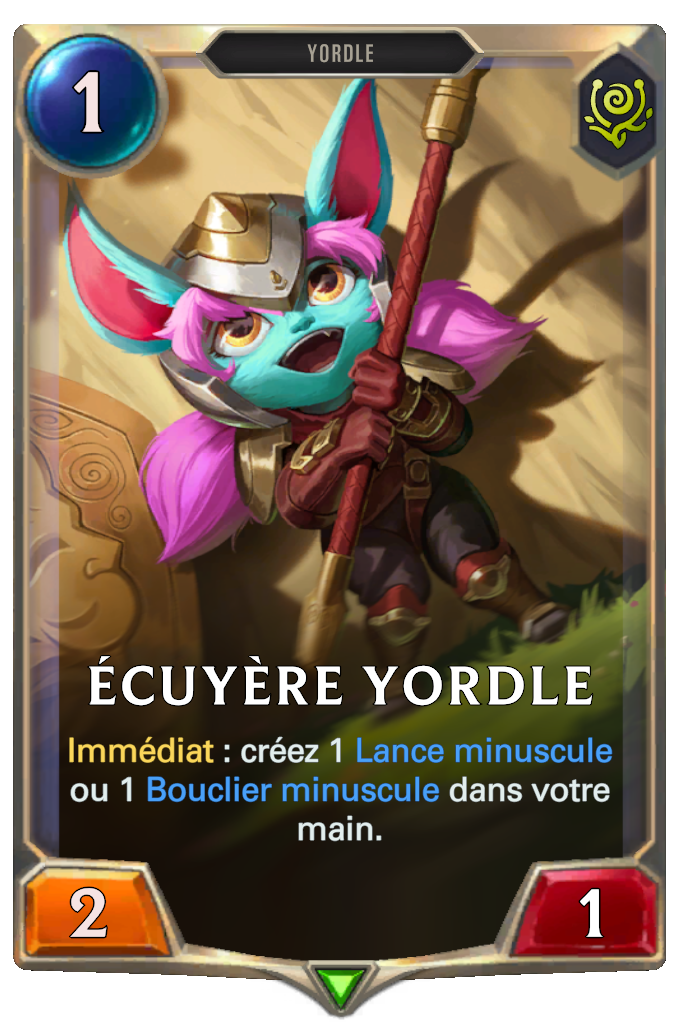 YORDLE
1
ÉCUYÈRE YORDLE
Immédiat : créez 1 Lance minuscule
ou 1 Bouclier minuscule dans votre
main.
2
1